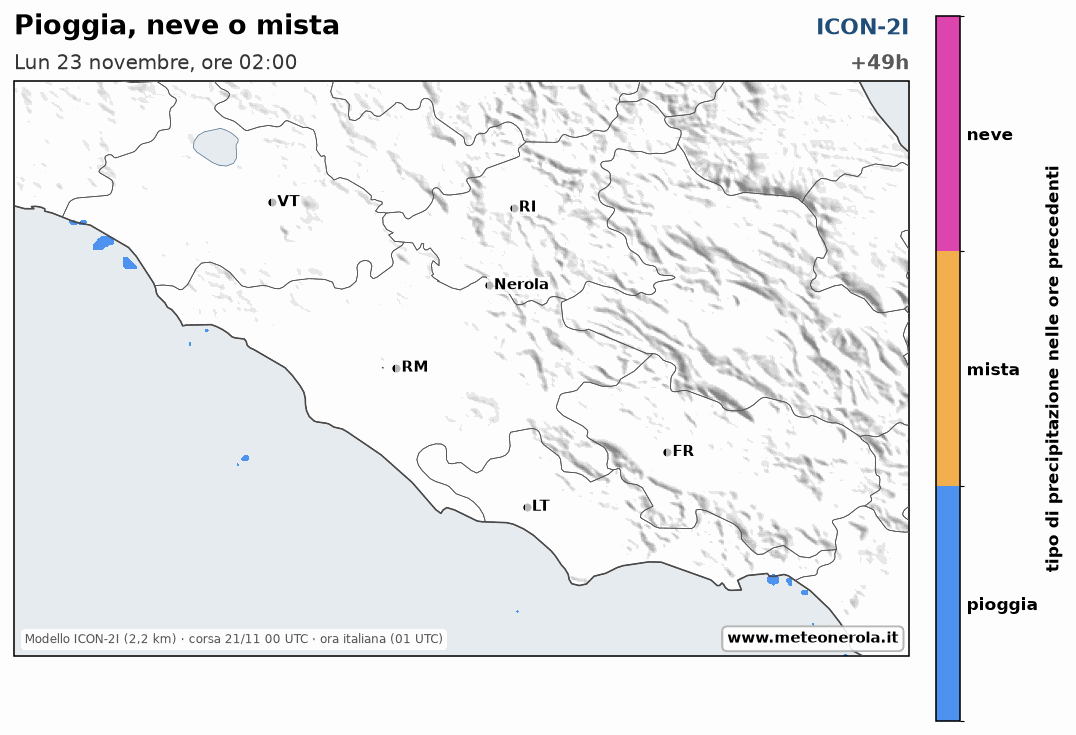 Pioggia, neve o mista
ICON-2I
Lun 23 novembre, ore 02:00
+49h
neve
VT
RI
Nerola
mista
RM
FR
LT
pioggia
tipo di precipitazione nelle ore precedenti
Modello ICON-2I (2,2 km) · corsa 21/11 00 UTC · ora italiana (01 UTC)
www.meteonerola.it